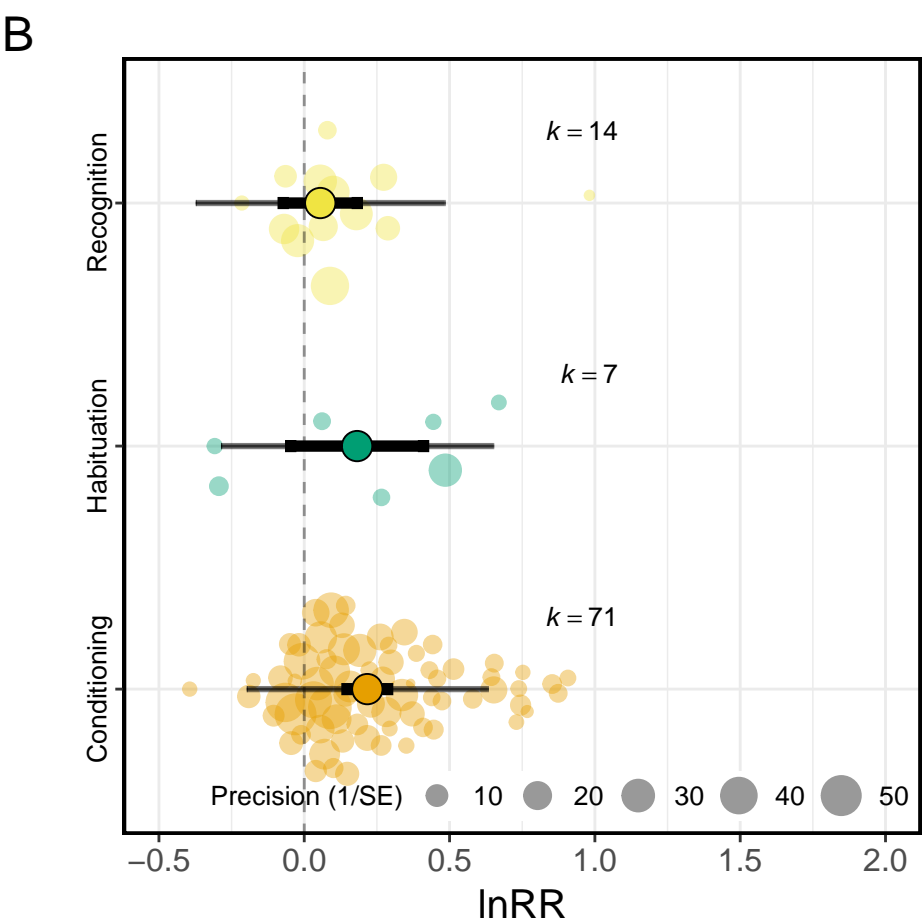 B
Recognition
k = 14
Habituation
k = 7
Conditioning
k = 71
Precision (1/SE) 10 20 30 40 50
−0.5 0.0 0.5 1.0 1.5 2.0
lnRR